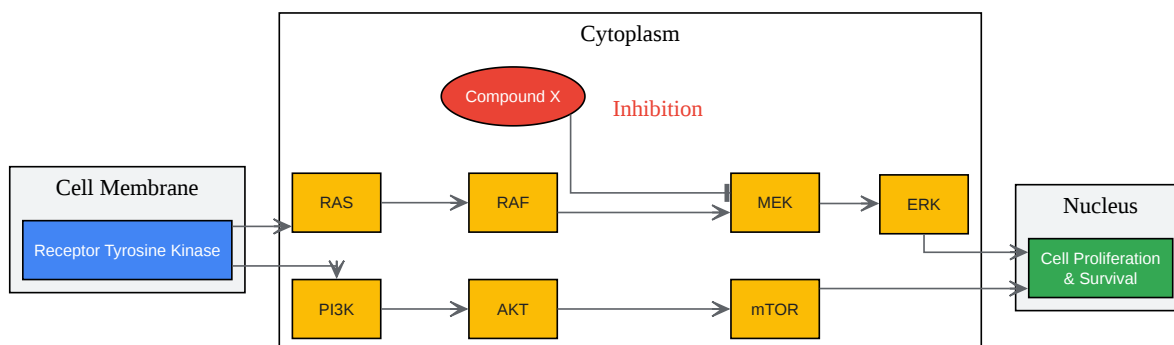 Cytoplasm
Compound X
Inhibition
Cell Membrane
Receptor Tyrosine Kinase
RAS
RAF
MEK
ERK
PI3K
AKT
mTOR
Nucleus
Cell Proliferation
& Survival